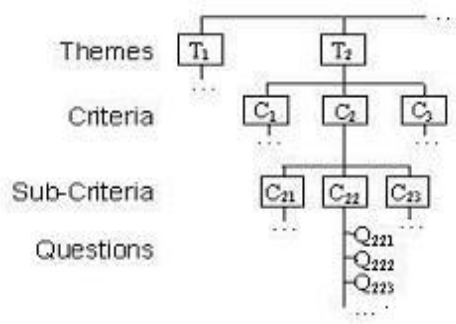 ...
Themes T₁ T₂
...
Criteria C₁ C₂ C₃
... ...
Sub-Criteria C₂₁ C₂₂ C₂₃
... ...
Questions Q₂₂₁
Q₂₂₂
Q₂₂₃
...